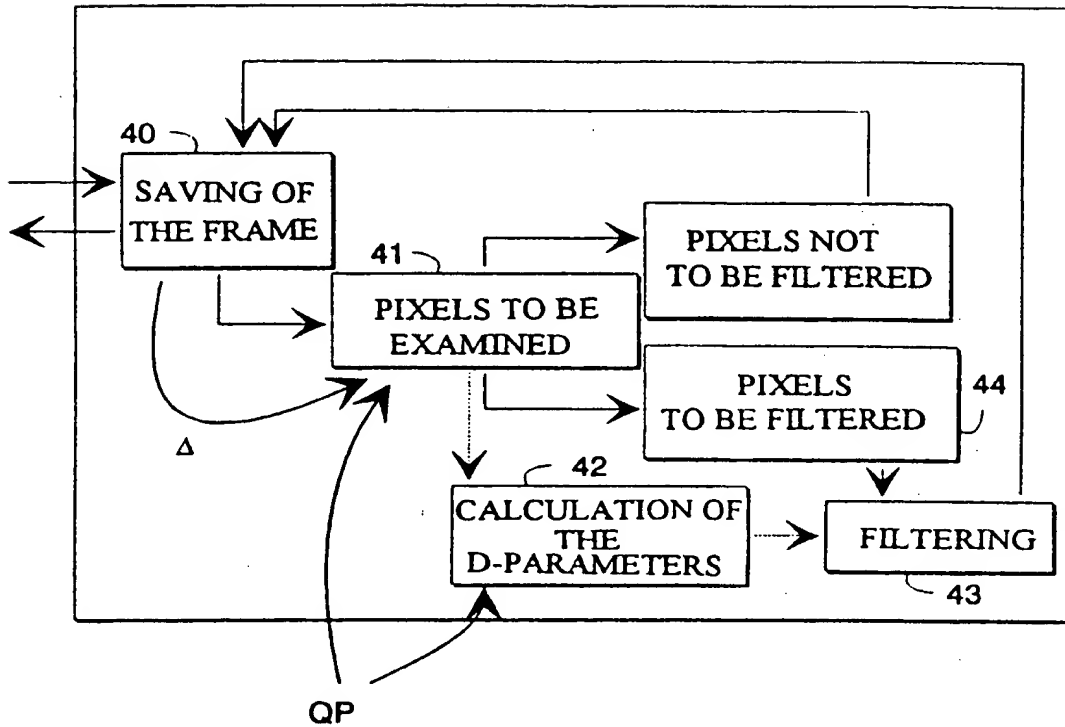 40
SAVING OF
THE FRAME
41
PIXELS TO BE
EXAMINED
PIXELS NOT
TO BE FILTERED
PIXELS
TO BE FILTERED
44
Δ
42
CALCULATION OF
THE
D-PARAMETERS
FILTERING
43
QP